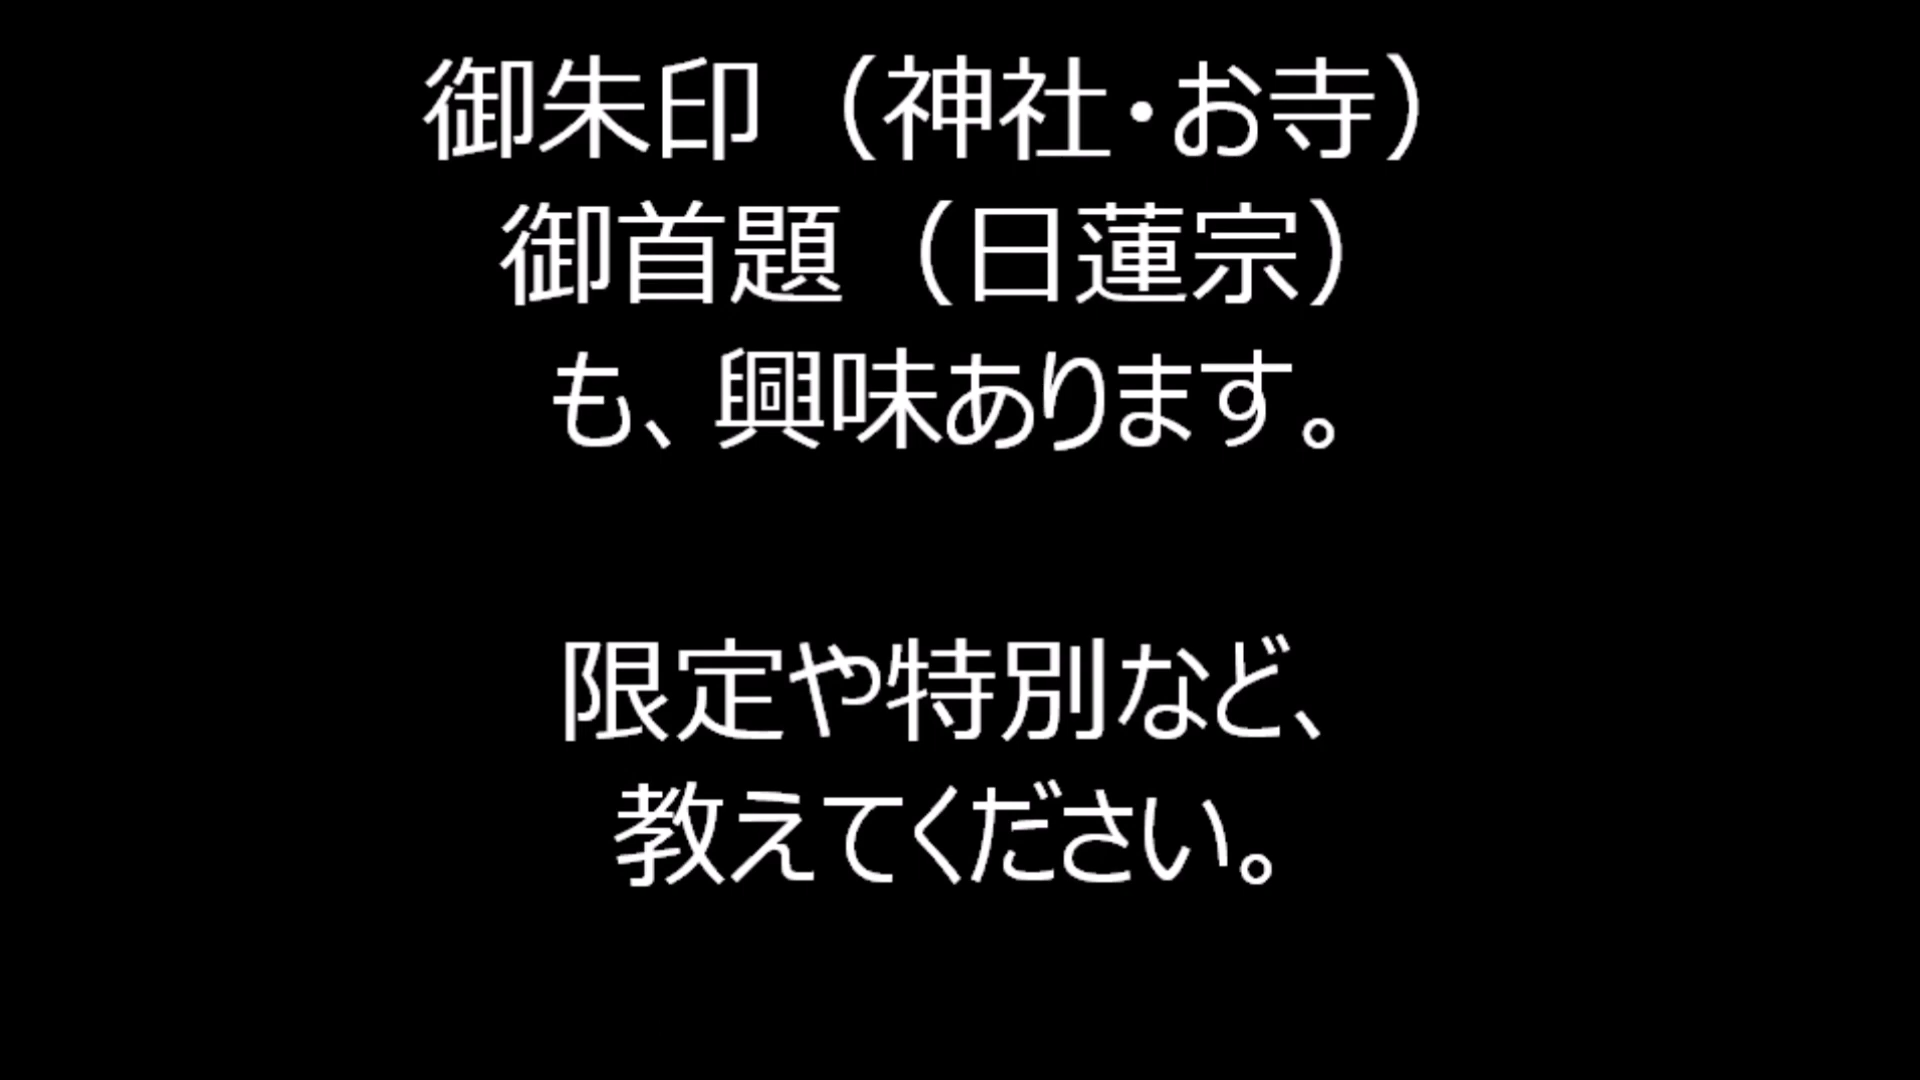 御朱印（神社・お寺）
御首題（日蓮宗）
も、興味あります。
限定や特別など、
教えてください。